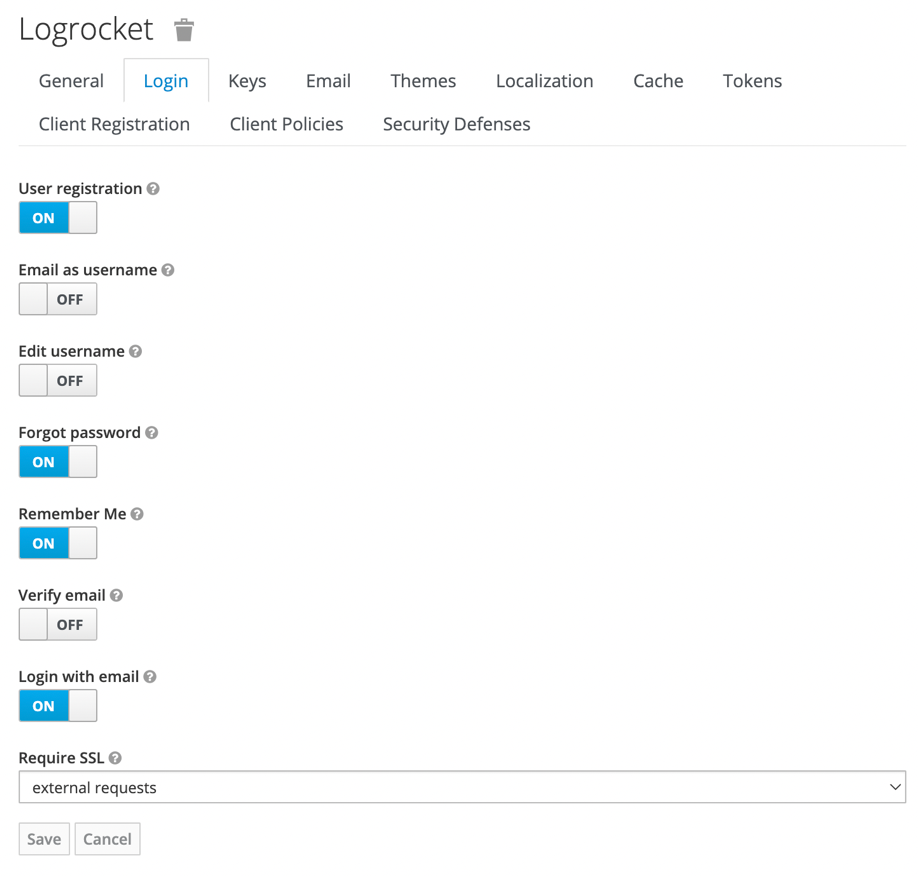 Logrocket
General Login Keys Email Themes Localization Cache Tokens
Client Registration Client Policies Security Defenses
User registration ?
ON
Email as username ?
OFF
Edit username ?
OFF
Forgot password ?
ON
Remember Me ?
ON
Verify email ?
OFF
Login with email ?
ON
Require SSL ?
external requests
Save Cancel